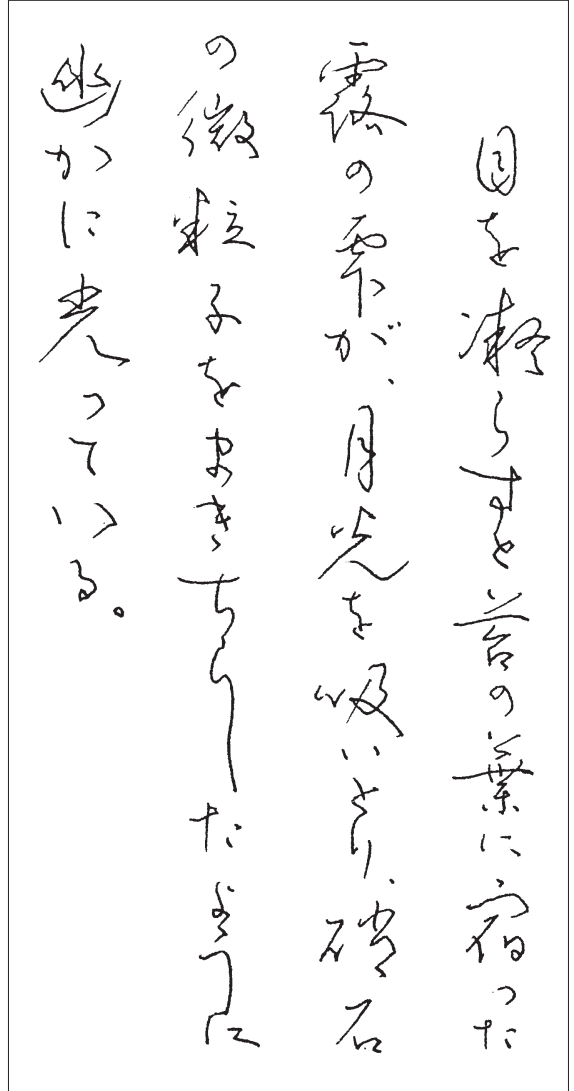 目を凝らすと苔の葉に宿った
露の雫が、月光を吸いとり、硝石
の微粒子をまきちらしたように
幽かに光っている。